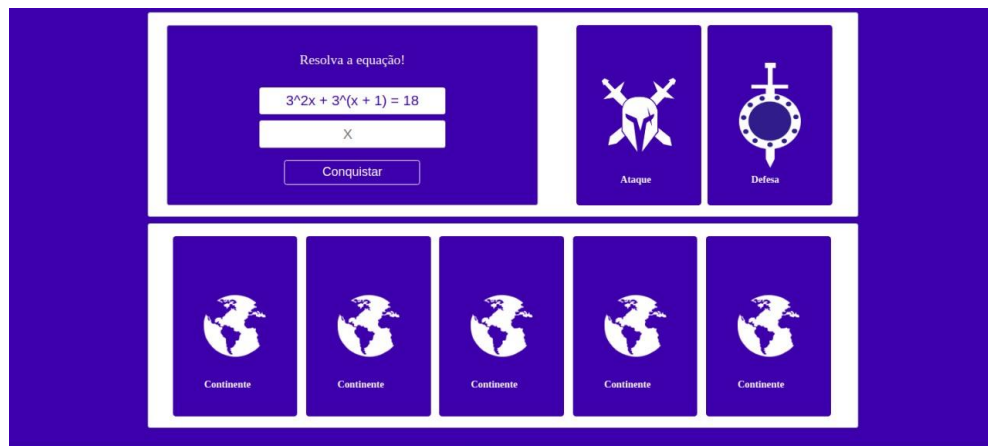 Resolva a equação!
3^2x + 3^(x + 1) = 18
X
Conquistar
Ataque
Defesa
Continente
Continente
Continente
Continente
Continente